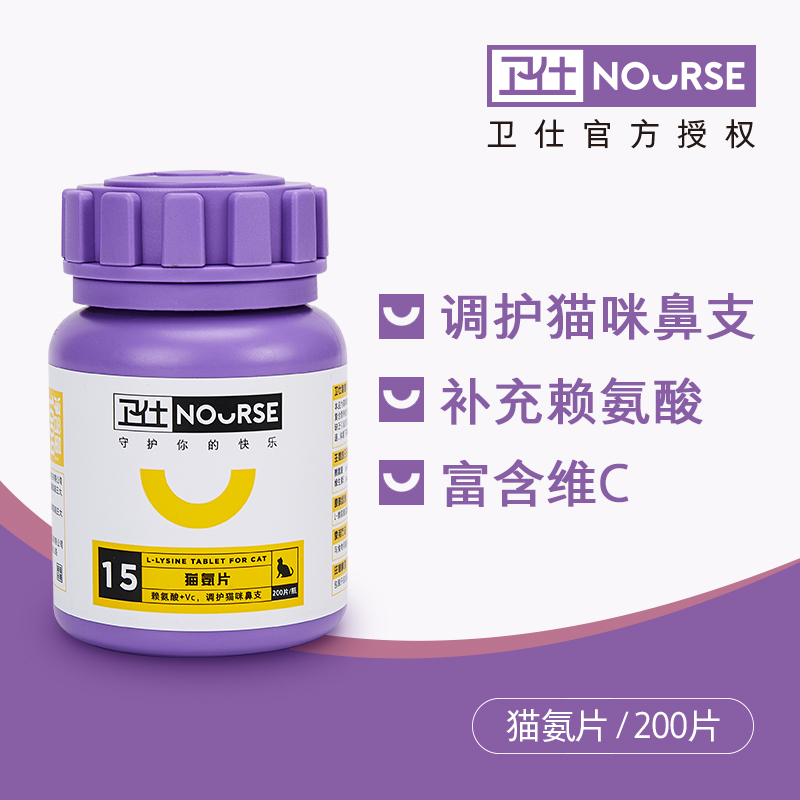 卫仕 NOURSE
卫仕官方授权
调护猫咪鼻支
补充赖氨酸
富含维C
卫仕 NOURSE
守护你的快乐
15
L-LYSINE TABLET FOR CAT
猫氨片
200片/瓶
赖氨酸+Vc，调护猫咪鼻支
猫氨片 / 200片